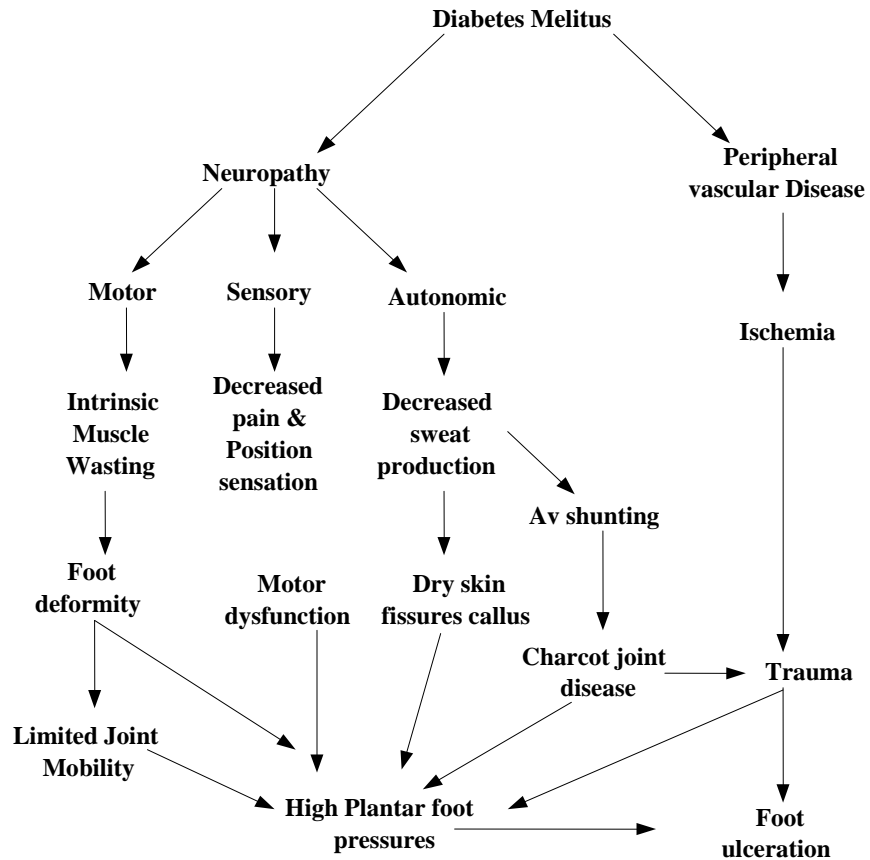 Diabetes Melitus
Neuropathy
Peripheral
vascular Disease
Motor
Sensory
Autonomic
Ischemia
Intrinsic
Muscle
Wasting
Decreased
pain &
Position
sensation
Decreased
sweat
production
Av shunting
Foot
deformity
Motor
dysfunction
Dry skin
fissures callus
Charcot joint
disease
Trauma
Limited Joint
Mobility
High Plantar foot
pressures
Foot
ulceration